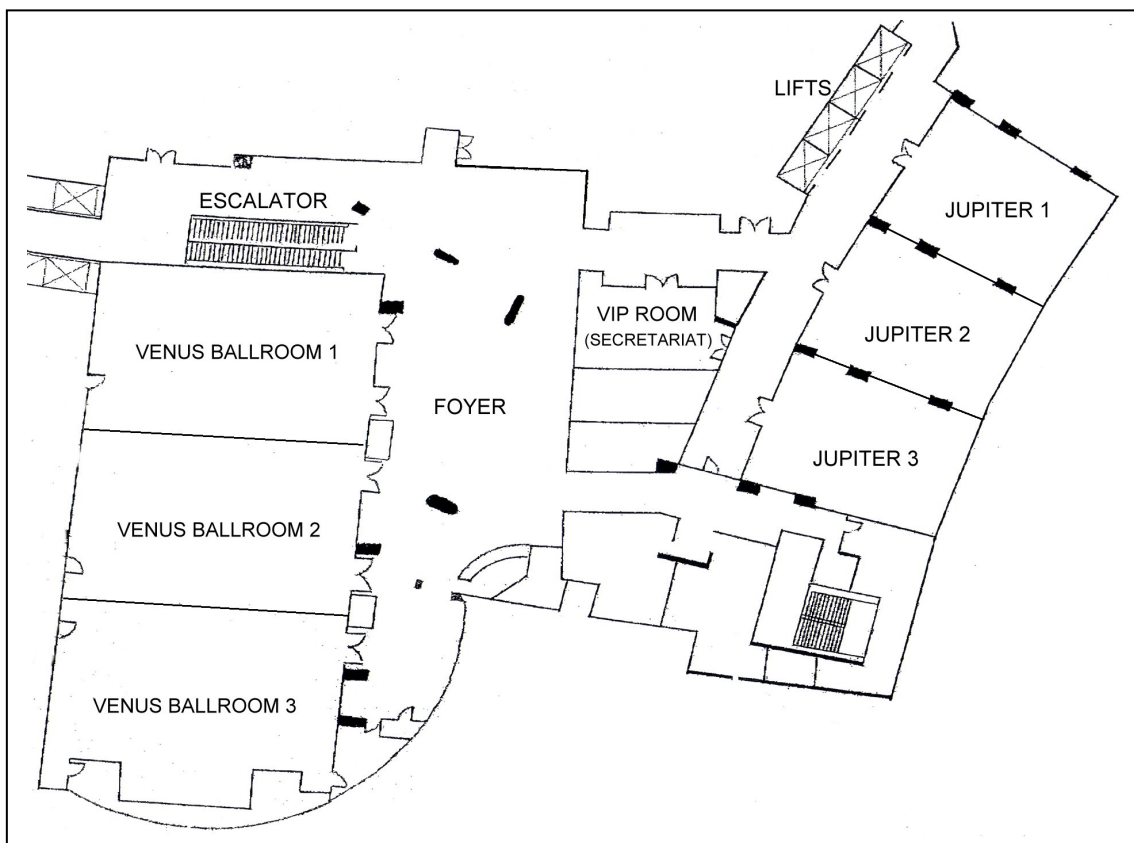 LIFTS
ESCALATOR
JUPITER 1
VIP ROOM
(SECRETARIAT)
JUPITER 2
VENUS BALLROOM 1
FOYER
JUPITER 3
VENUS BALLROOM 2
VENUS BALLROOM 3